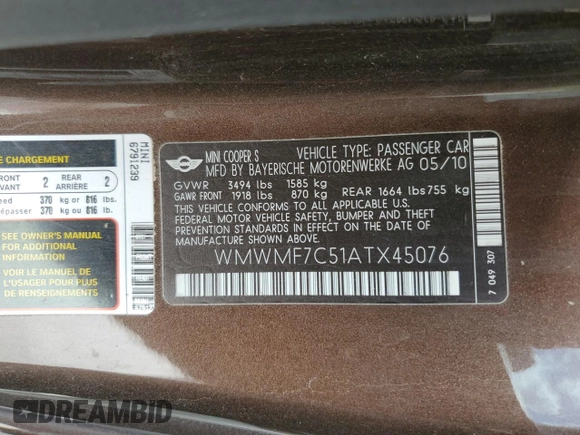 E CHARGEMENT
FRONT
AVANT
2
REAR
ARRIÈRE
2
370 kg or 816 lbs.
370 kg ou 816 lb.
SEE OWNER'S MANUAL
FOR ADDITIONAL
INFORMATION
VOIR LE MANUEL DE
POUR PLUS
DE RENSEIGNEMENTS
MINI
6791239
MINI
MINI COOPER S VEHICLE TYPE: PASSENGER CAR
MFD BY BAYERISCHE MOTORENWERKE AG 05/10
GVWR 3494 lbs 1585 kg
GAWR FRONT 1918 lbs 870 kg REAR 1664 lbs 755 kg
THIS VEHICLE CONFORMS TO ALL APPLICABLE U.S.
FEDERAL MOTOR VEHICLE SAFETY, BUMPER AND THEFT
PREVENTION STANDARDS IN EFFECT ON THE DATE
OF MANUFACTURE SHOWN ABOVE.
WMWMF7C51ATX45076
7 049 307
DREAMBID